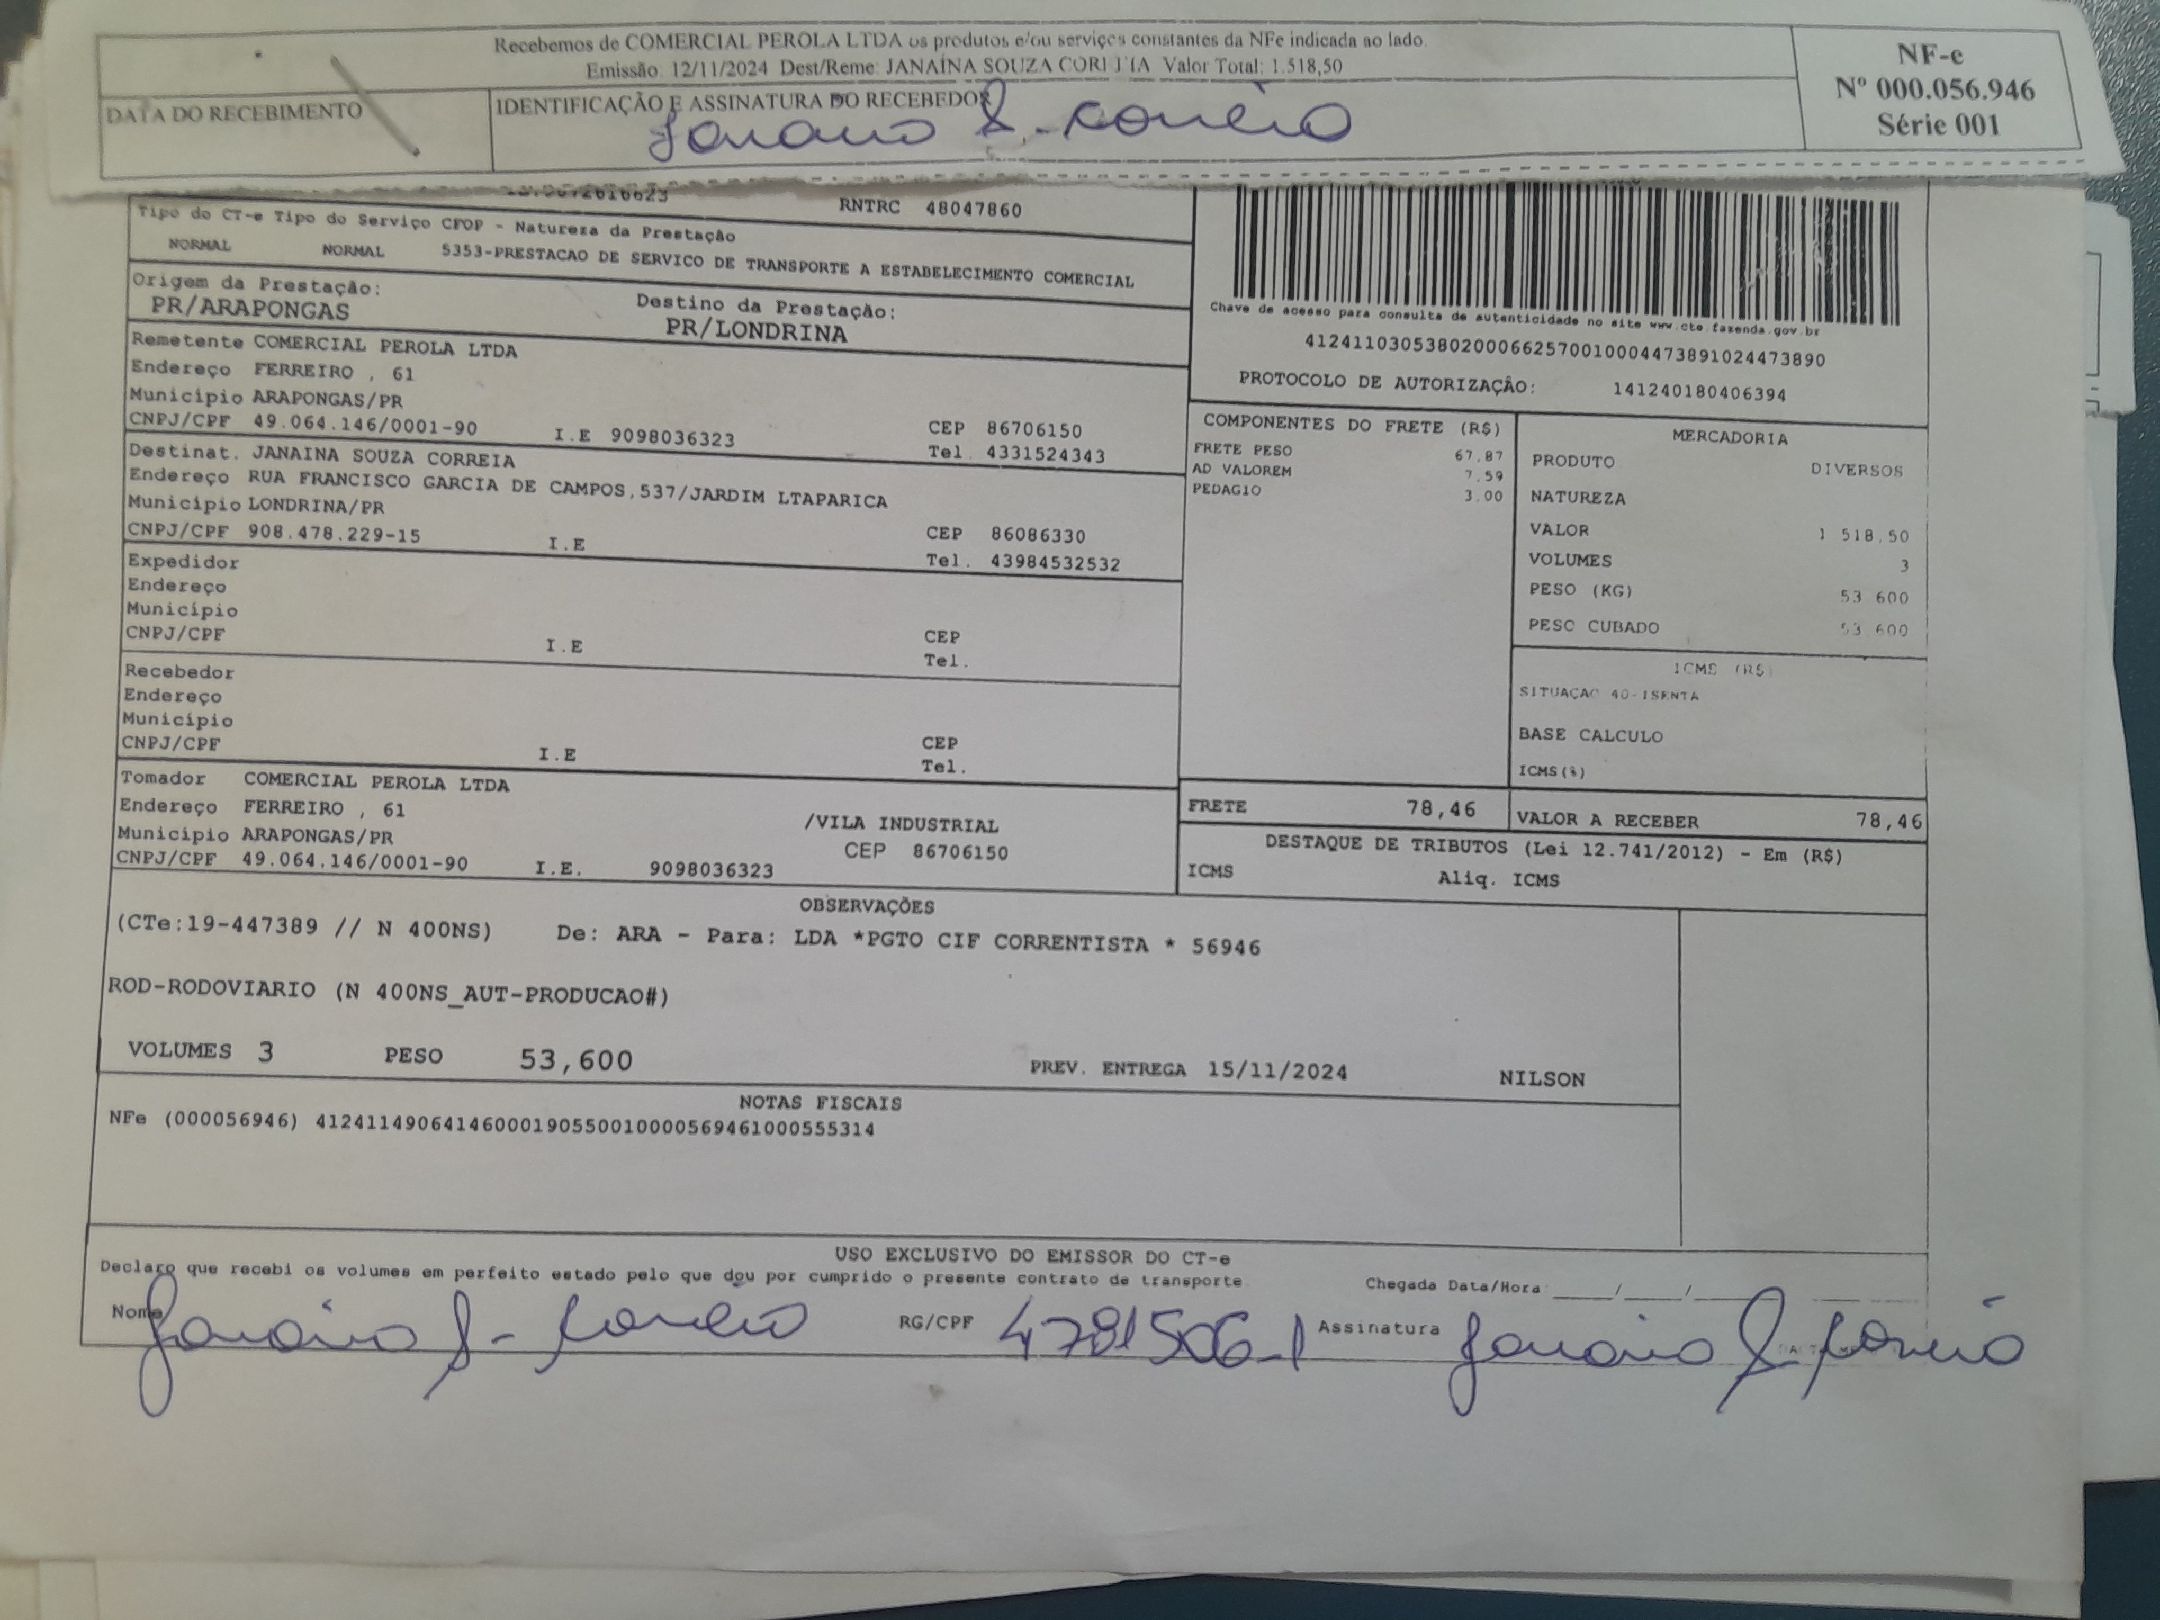 Recebemos de COMERCIAL PEROLA LTDA os produtos e/ou serviços constantes da NFe indicada ao lado.
Emissão: 12/11/2024 Dest/Reme: JANAÍNA SOUZA Valor Total: 1.518,50
NF-e
Nº 000.056.946
Série 001
DATA DO RECEBIMENTO
IDENTIFICAÇÃO E ASSINATURA DO RECEBEDOR
Janaina S. Correia
RNTRC 48047860
Tipo do CT-e Tipo do Serviço CFOP - Natureza da Prestação
NORMAL NORMAL 5353-PRESTACAO DE SERVICO DE TRANSPORTE A ESTABELECIMENTO COMERCIAL
Origem da Prestação: Destino da Prestação:
PR/ARAPONGAS PR/LONDRINA
Chave de acesso para consulta de autenticidade no site www.cte.fazenda.gov.br
41241103053802000662570010004473891024473890
PROTOCOLO DE AUTORIZAÇÃO: 141240180406394
Remetente COMERCIAL PEROLA LTDA
Endereço FERREIRO , 61
Município ARAPONGAS/PR CEP 86706150
CNPJ/CPF 49.064.146/0001-90 I.E 9098036323 Tel. 4331524343
Destinat. JANAINA SOUZA CORREIA
Endereço RUA FRANCISCO GARCIA DE CAMPOS,537/JARDIM LTAPARICA
Município LONDRINA/PR CEP 86086330
CNPJ/CPF 908.478.229-15 I.E Tel. 43984532532
Expedidor
Endereço
Município CEP
CNPJ/CPF I.E Tel.
Recebedor
Endereço
Município CEP
CNPJ/CPF I.E Tel.
Tomador COMERCIAL PEROLA LTDA
Endereço FERREIRO , 61 /VILA INDUSTRIAL
Município ARAPONGAS/PR CEP 86706150
CNPJ/CPF 49.064.146/0001-90 I.E. 9098036323
COMPONENTES DO FRETE (R$)
FRETE PESO 67,87
AD VALOREM 7,59
PEDAGIO 3,00
MERCADORIA
PRODUTO DIVERSOS
NATUREZA
VALOR 1 518,50
VOLUMES 3
PESO (KG) 53 600
PESO CUBADO 53 600
ICMS (R$)
SITUAÇAO 40-ISENTA
BASE CALCULO
ICMS(%)
FRETE 78,46 VALOR A RECEBER 78,46
DESTAQUE DE TRIBUTOS (Lei 12.741/2012) - Em (R$)
ICMS Aliq. ICMS
OBSERVAÇÕES
(CTe:19-447389 // N 400NS) De: ARA - Para: LDA *PGTO CIF CORRENTISTA * 56946
ROD-RODOVIARIO (N 400NS_AUT-PRODUCAO#)
VOLUMES 3 PESO 53,600 PREV. ENTREGA 15/11/2024 NILSON
NOTAS FISCAIS
NFe (000056946) 41241149064146000190550010000569461000555314
USO EXCLUSIVO DO EMISSOR DO CT-e
Declaro que recebi os volumes em perfeito estado pelo que dou por cumprido o presente contrato de transporte. Chegada Data/Hora:____/____/____
Nome Janaina S. Correia RG/CPF 4781506-1 Assinatura Janaina S. Correia